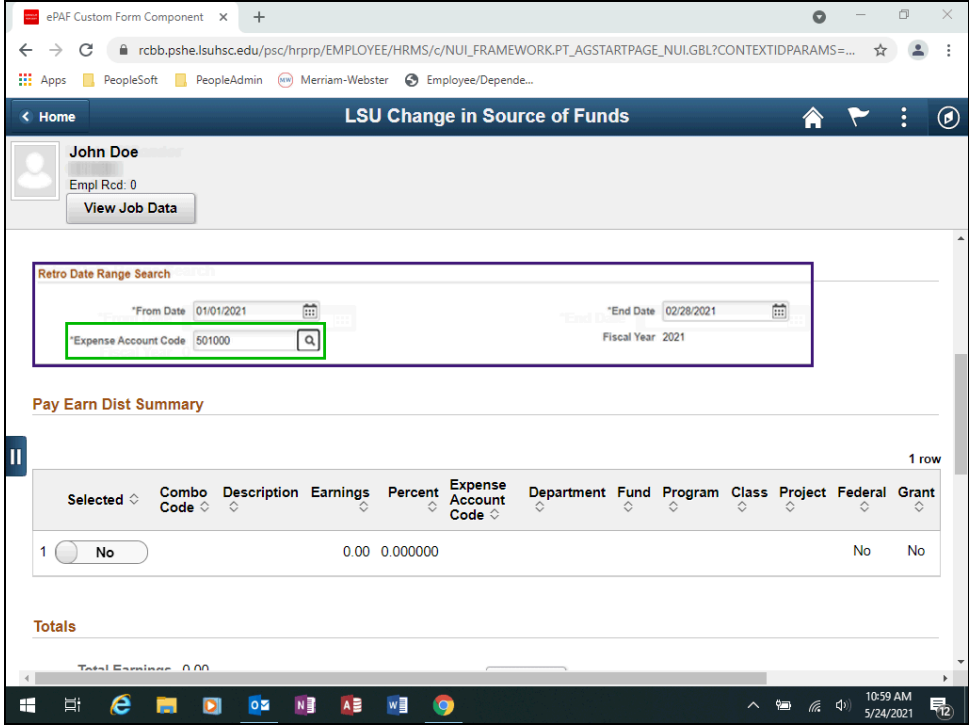 ePAF Custom Form Component
rcbb.pshe.lsuhsc.edu/psc/hrprp/EMPLOYEE/HRMS/c/NUI_FRAMEWORK.PT_AGSTARTPAGE_NUI.GBL?CONTEXTIDPARAMS=...
Apps PeopleSoft PeopleAdmin Merriam-Webster Employee/Depende...
Home LSU Change in Source of Funds
John Doe
Empl Rcd: 0
View Job Data
Retro Date Range Search
*From Date 01/01/2021 *End Date 02/28/2021
*Expense Account Code 501000 Fiscal Year 2021
Pay Earn Dist Summary
1 row
Selected Combo Code Description Earnings Percent Expense Account Code Department Fund Program Class Project Federal Grant
1 No 0.00 0.000000 No No
Totals
Total Earnings 0.00
10:59 AM
5/24/2021
12